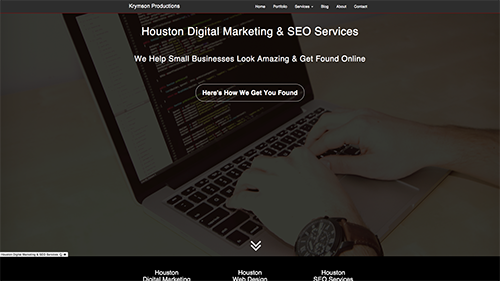 Krymson Productions
Home Portfolio Services Blog About Contact
Houston Digital Marketing & SEO Services
We Help Small Businesses Look Amazing & Get Found Online
Here's How We Get You Found
Houston Digital Marketing & SEO Services
Houston Houston Houston
Digital Marketing Web Design SEO Services